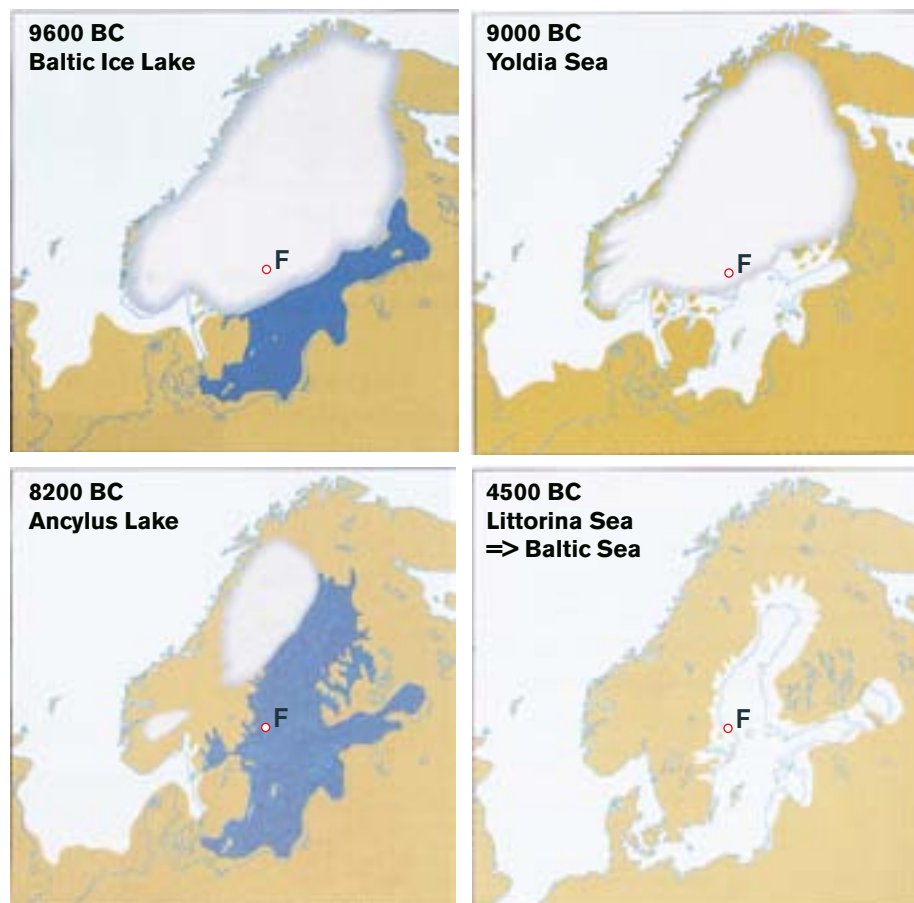 9600 BC
Baltic Ice Lake
F
9000 BC
Yoldia Sea
F
8200 BC
Ancylus Lake
F
4500 BC
Littorina Sea
=> Baltic Sea
F